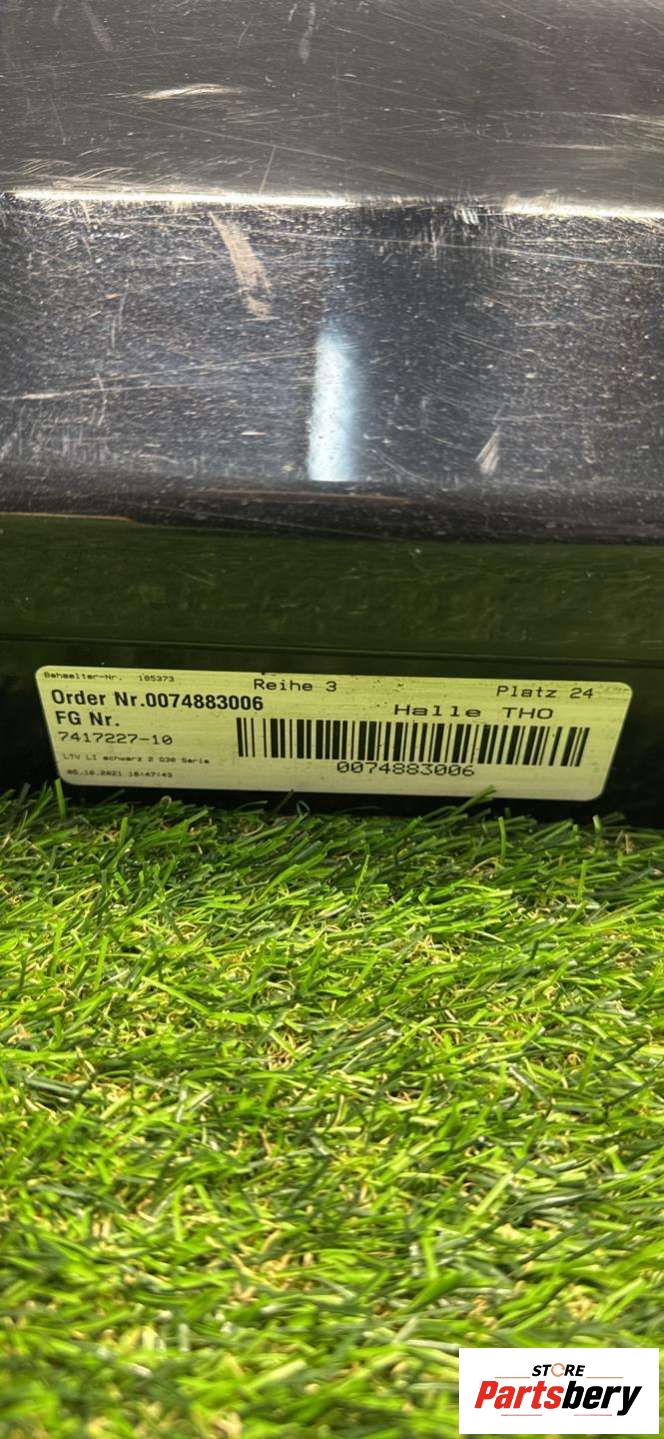 Behaelter-Nr. 105373
Reihe 3
Platz 24
Order Nr.0074883006
Halle THO
FG Nr.
7417227-10
0074883006
LTV LI schwarz 2 G30 Serie
05.10.2021 18:47:43
STORE
Partsbery